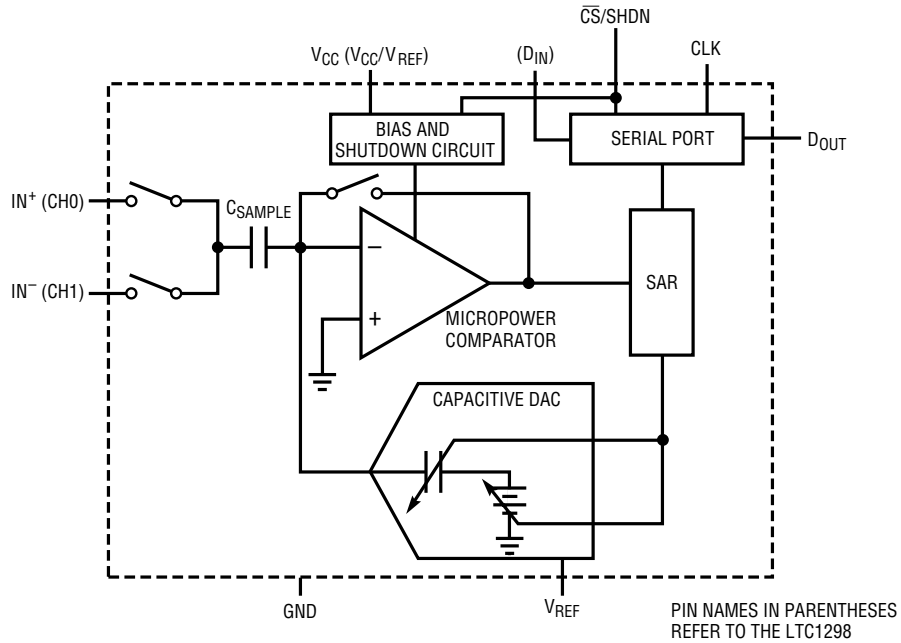 C̅S̅/SHDN
VCC (VCC/VREF)
(DIN)
CLK
BIAS AND
SHUTDOWN CIRCUIT
SERIAL PORT
DOUT
IN+ (CH0)
CSAMPLE
IN− (CH1)
−
+
SAR
MICROPOWER
COMPARATOR
CAPACITIVE DAC
GND
VREF
PIN NAMES IN PARENTHESES
REFER TO THE LTC1298